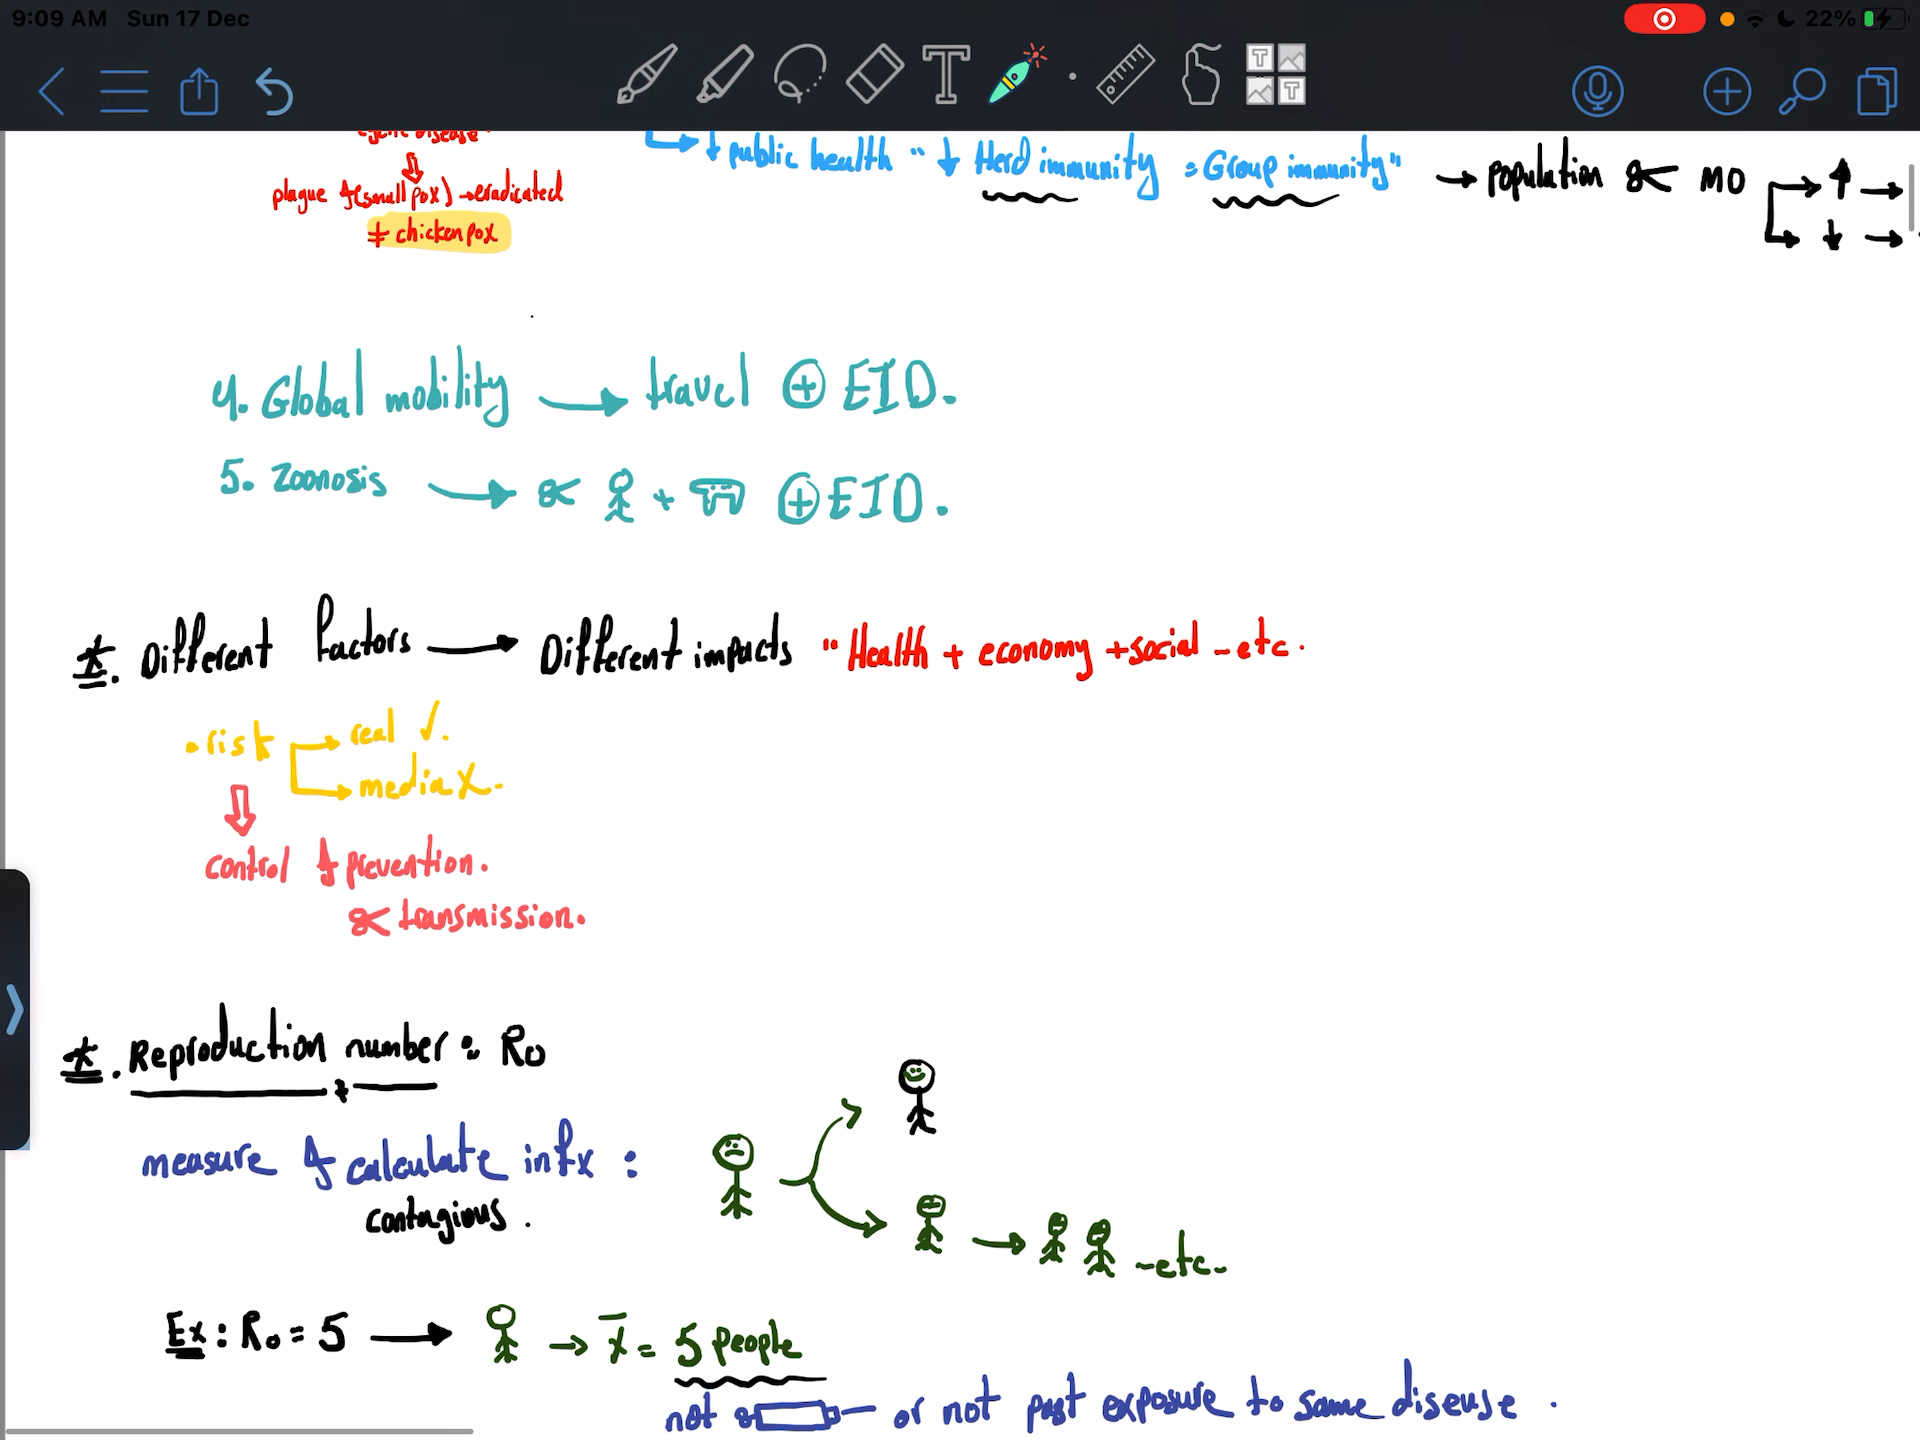 9:09 AM Sun 17 Dec
22%
disease
plague & (small pox) → eradicated
≠ chickenpox
↳ ↓ public health " ↓ Herd immunity = Group immunity" → population MO ↑ →
↓ →
4. Global mobility → travel ⊕ EID.
5. Zoonosis → + ⊕ EID.
*. Different factors → Different impacts " Health + economy + social - etc.
• risk → real ✓.
→ media X.
⇓
control & prevention.
transmission.
*. Reproduction number : R0
measure & calculate infx :
contagious .
→ -etc-
Ex : R0 = 5 → → x̄ = 5 people
not or not past exposure to same disease .